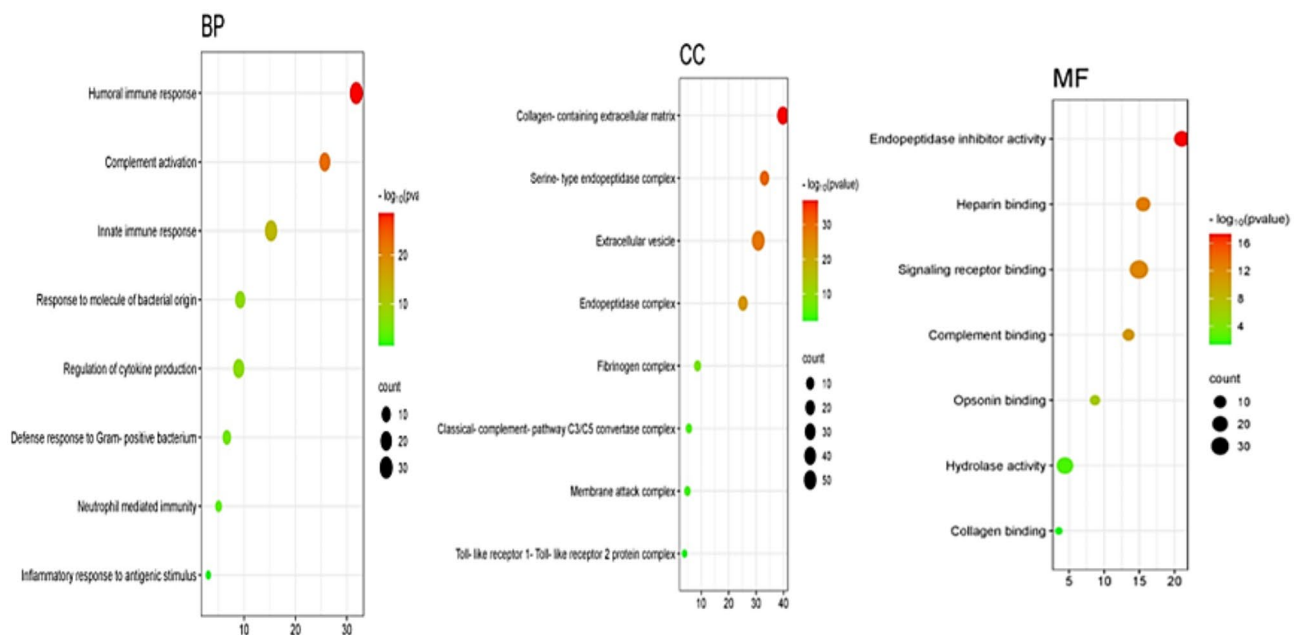 BP
Humoral immune response
Complement activation
Innate immune response
Response to molecule of bacterial origin
Regulation of cytokine production
Defense response to Gram- positive bacterium
Neutrophil mediated immunity
Inflammatory response to antigenic stimulus
10 20 30
- log₁₀(pva
20
10
count
10
20
30
CC
Collagen- containing extracellular matrix
Serine- type endopeptidase complex
Extracellular vesicle
Endopeptidase complex
Fibrinogen complex
Classical- complement- pathway C3/C5 convertase complex
Membrane attack complex
Toll- like receptor 1- Toll- like receptor 2 protein complex
10 20 30 40
- log₁₀(pvalue)
30
20
10
count
10
20
30
40
50
MF
Endopeptidase inhibitor activity
Heparin binding
Signaling receptor binding
Complement binding
Opsonin binding
Hydrolase activity
Collagen binding
5 10 15 20
- log₁₀(pvalue)
16
12
8
4
count
10
20
30